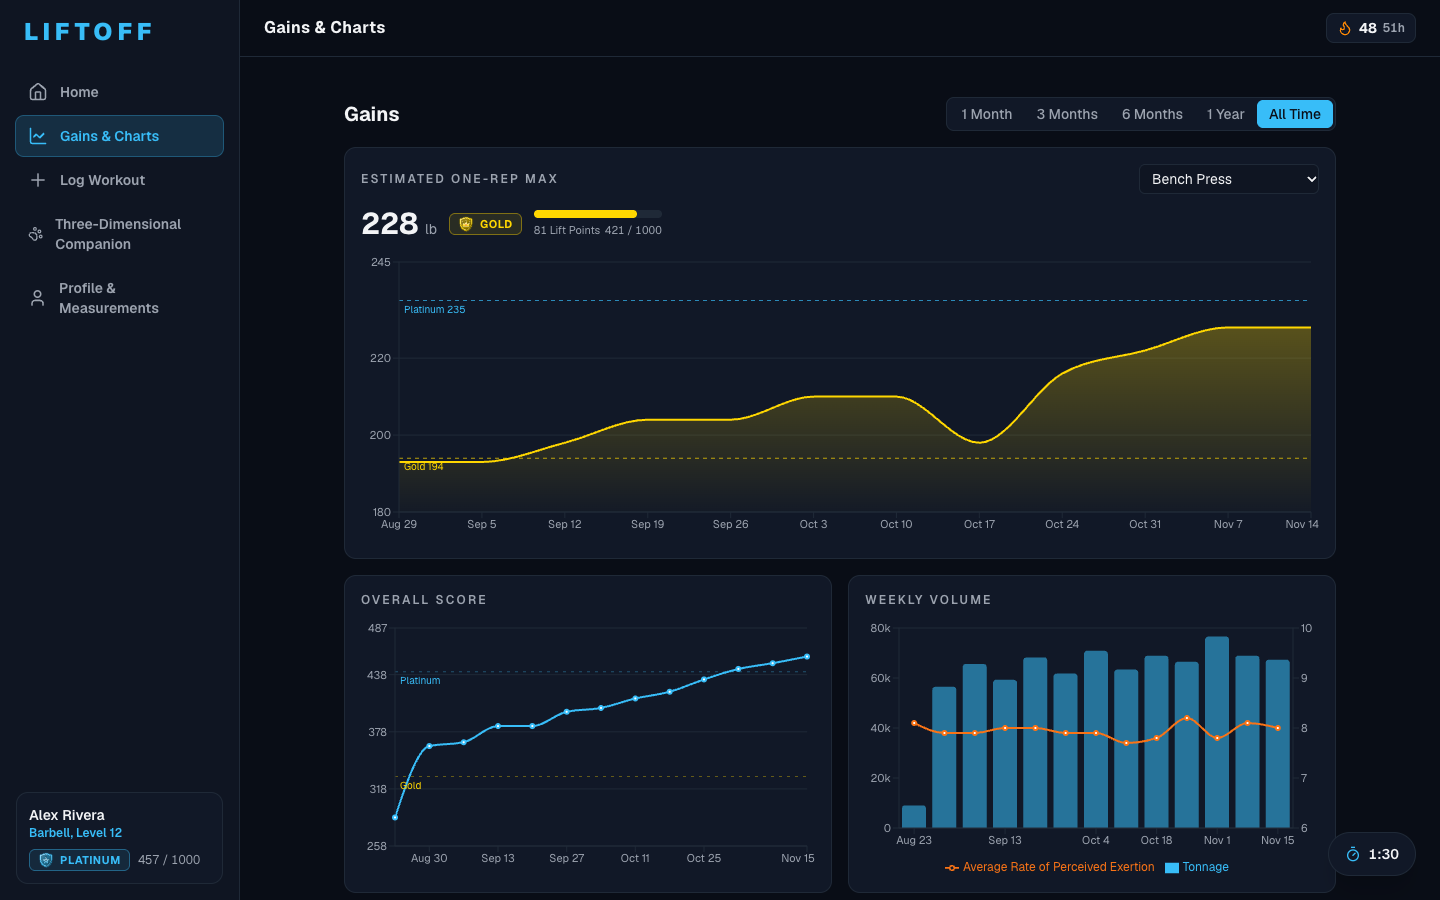 LIFTOFF
Home
Gains & Charts
Log Workout
Three-Dimensional
Companion
Profile &
Measurements
Alex Rivera
Barbell, Level 12
PLATINUM 457 / 1000
Gains & Charts
48 51h
Gains
1 Month 3 Months 6 Months 1 Year All Time
ESTIMATED ONE-REP MAX
Bench Press
228 lb GOLD
81 Lift Points 421 / 1000
245
Platinum 235
220
200
Gold 194
180
Aug 29 Sep 5 Sep 12 Sep 19 Sep 26 Oct 3 Oct 10 Oct 17 Oct 24 Oct 31 Nov 7 Nov 14
OVERALL SCORE
487
438
Platinum
378
318
Gold
258
Aug 30 Sep 13 Sep 27 Oct 11 Oct 25 Nov 15
WEEKLY VOLUME
80k 10
60k 9
40k 8
20k 7
0 6
Aug 23 Sep 13 Oct 4 Oct 18 Nov 1 Nov 15
Average Rate of Perceived Exertion Tonnage
1:30